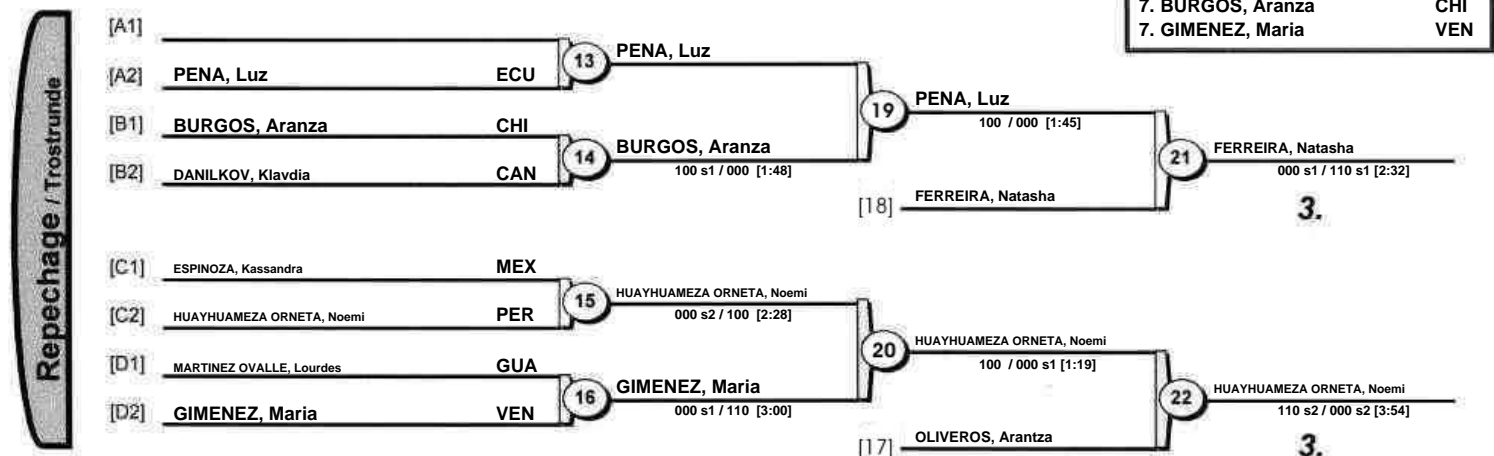 7. BURGOS, Aranza CHI
7. GIMENEZ, Maria VEN
Repechage / Trostrunde
[A1]
[A2] PENA, Luz ECU
13
PENA, Luz
[B1] BURGOS, Aranza CHI
[B2] DANILKOV, Klavdia CAN
14
BURGOS, Aranza
100 s1 / 000 [1:48]
19
PENA, Luz
100 / 000 [1:45]
[18] FERREIRA, Natasha
21
FERREIRA, Natasha
000 s1 / 110 s1 [2:32]
3.
[C1] ESPINOZA, Kassandra MEX
[C2] HUAYHUAMEZA ORNETA, Noemi PER
15
HUAYHUAMEZA ORNETA, Noemi
000 s2 / 100 [2:28]
[D1] MARTINEZ OVALLE, Lourdes GUA
[D2] GIMENEZ, Maria VEN
16
GIMENEZ, Maria
000 s1 / 110 [3:00]
20
HUAYHUAMEZA ORNETA, Noemi
100 / 000 s1 [1:19]
[17] OLIVEROS, Arantza
22
HUAYHUAMEZA ORNETA, Noemi
110 s2 / 000 s2 [3:54]
3.